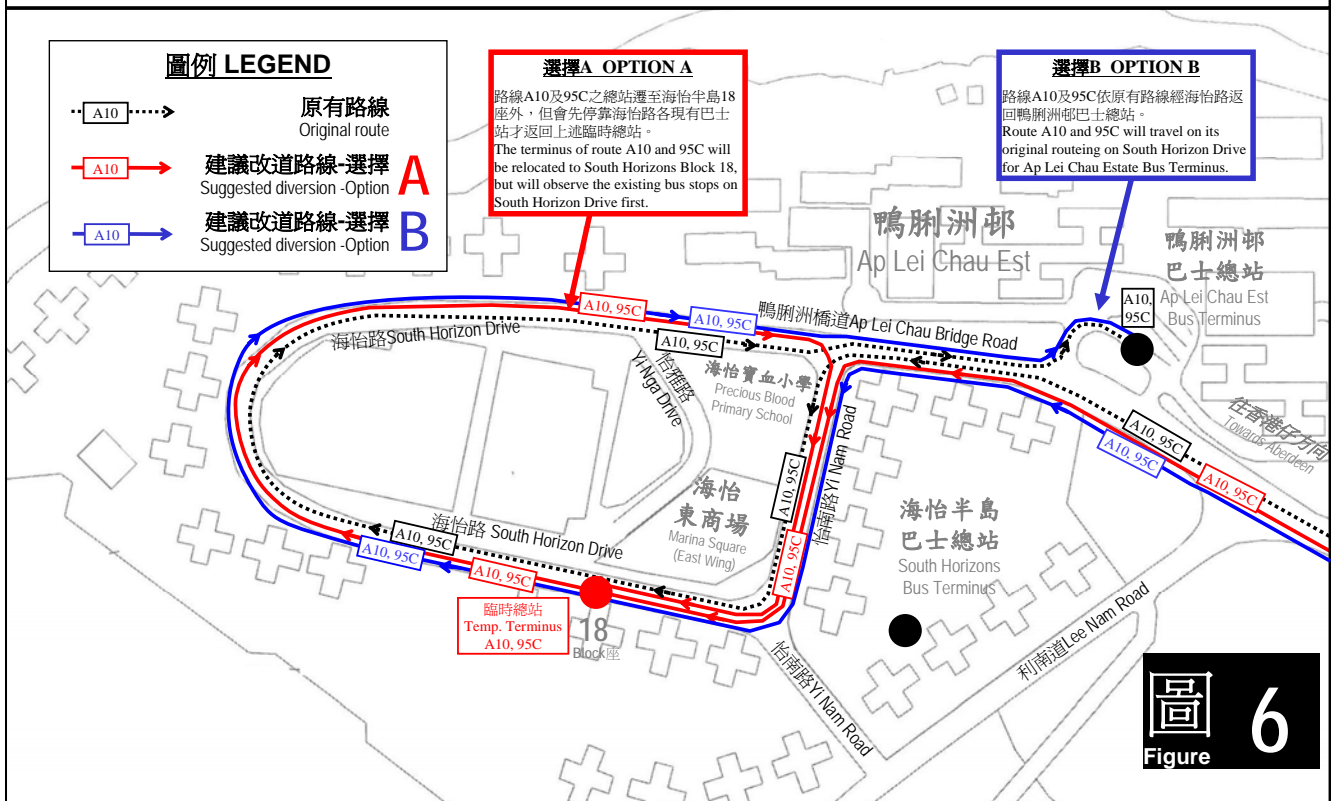 圖例 LEGEND
A10
原有路線
Original route
A10
建議改道路線-選擇
Suggested diversion -Option
A
A10
建議改道路線-選擇
Suggested diversion -Option
B
選擇A OPTION A
路線A10及95C之總站遷至海怡半島18
座外，但會先停靠海怡路各現有巴士
站才返回上述臨時總站。
The terminus of route A10 and 95C will
be relocated to South Horizons Block 18,
but will observe the existing bus stops on
South Horizon Drive first.
選擇B OPTION B
路線A10及95C依原有路線經海怡路返
回鴨脷洲邨巴士總站。
Route A10 and 95C will travel on its
original routeing on South Horizon Drive
for Ap Lei Chau Estate Bus Terminus.
鴨脷洲邨
Ap Lei Chau Est
鴨脷洲邨
巴士總站
Ap Lei Chau Est
Bus Terminus
A10,
95C
A10, 95C
A10, 95C
A10, 95C
鴨脷洲橋道Ap Lei Chau Bridge Road
海怡路South Horizon Drive
怡雅路
Yi Nga Drive
海怡寶血小學
Precious Blood
Primary School
往香港仔方向
Towards Aberdeen
A10, 95C
A10, 95C
A10, 95C
A10, 95C
A10, 95C
怡南路Yi Nam Road
海怡
東商場
Marina Square
(East Wing)
海怡半島
巴士總站
South Horizons
Bus Terminus
海怡路 South Horizon Drive
A10, 95C
A10, 95C
A10, 95C
臨時總站
Temp. Terminus
A10, 95C
18
Block座
怡南路Yi Nam Road
利南道Lee Nam Road
圖
Figure
6